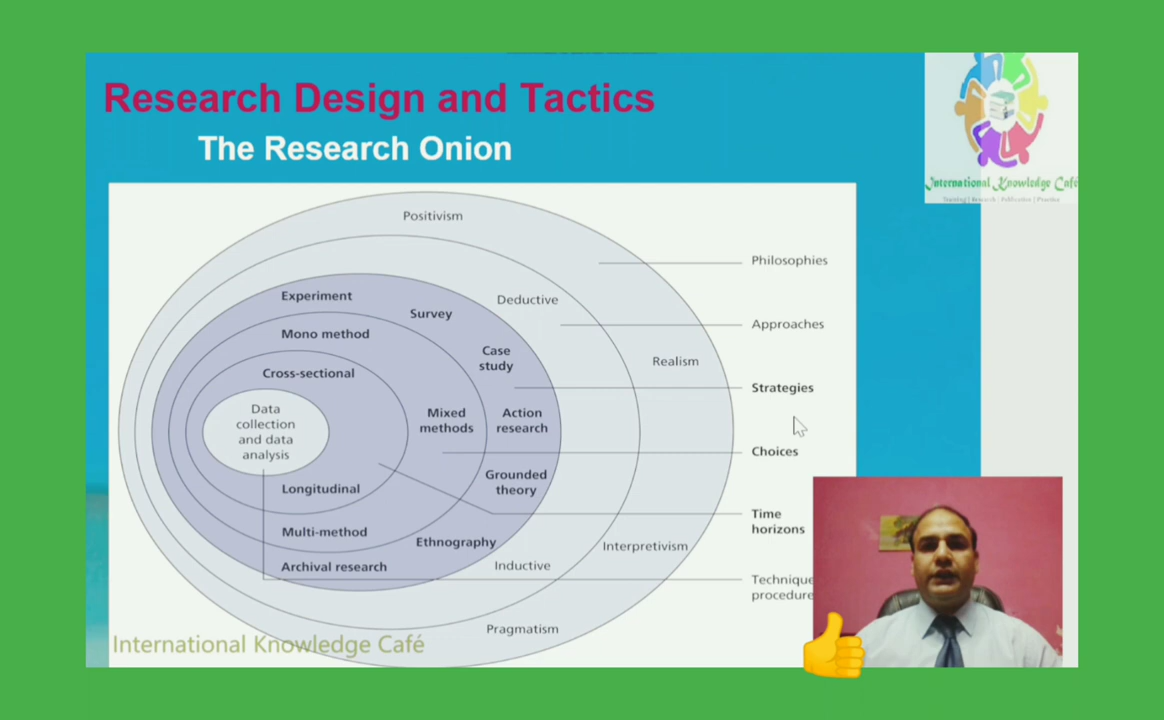 Research Design and Tactics
The Research Onion
International Knowledge Café
Positivism
Philosophies
Experiment
Deductive
Survey
Approaches
Mono method
Case
study
Realism
Cross-sectional
Strategies
Data
collection
and data
analysis
Mixed
methods
Action
research
Choices
Longitudinal
Grounded
theory
Time
horizons
Multi-method
Ethnography
Interpretivism
Archival research
Inductive
Technique
procedure
Pragmatism
International Knowledge Café